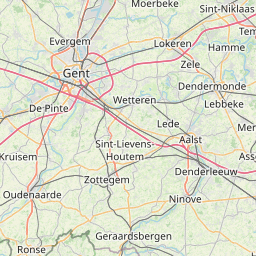 Moerbeke
Sint-Niklaas
Evergem
Lokeren
Tem
Hamme
Gent
Zele
Dendermonde
Wetteren
De Pinte
Lebbeke
Lede
Me
Aalst
Sint-Lievens-
Houtem
Kruisem
Ass
Denderleeuw
Zottegem
Oudenaarde
Ninove
Geraardsbergen
Ronse